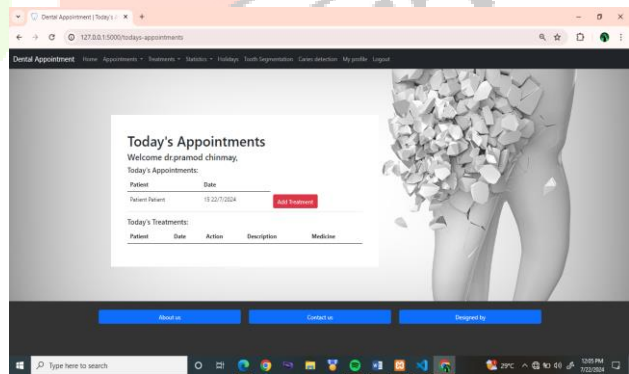 Dental Appointment | Today's A
127.0.0.1:5000/todays-appointments
Dental Appointment Home Appointments Treatments Statistics Holidays Tooth Segmentation Caries detection My profile Logout
Today's Appointments
Welcome dr.pramod chinmay,
Today's Appointments:
Patient Date
Patient Patient 15 22/7/2024 Add Treatment
Today's Treatments:
Patient Date Action Description Medicine
About us Contact us Designed by
Type here to search 29°C 12:05 PM
7/22/2024